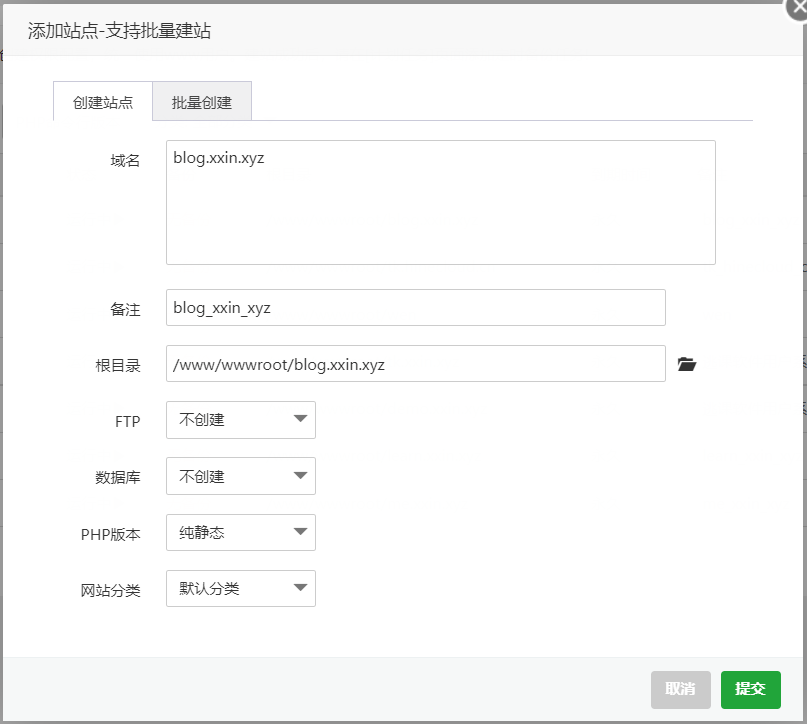 添加站点-支持批量建站
创建站点 批量创建
域名 blog.xxin.xyz
备注 blog_xxin_xyz
根目录 /www/wwwroot/blog.xxin.xyz
FTP 不创建
数据库 不创建
PHP版本 纯静态
网站分类 默认分类
取消 提交